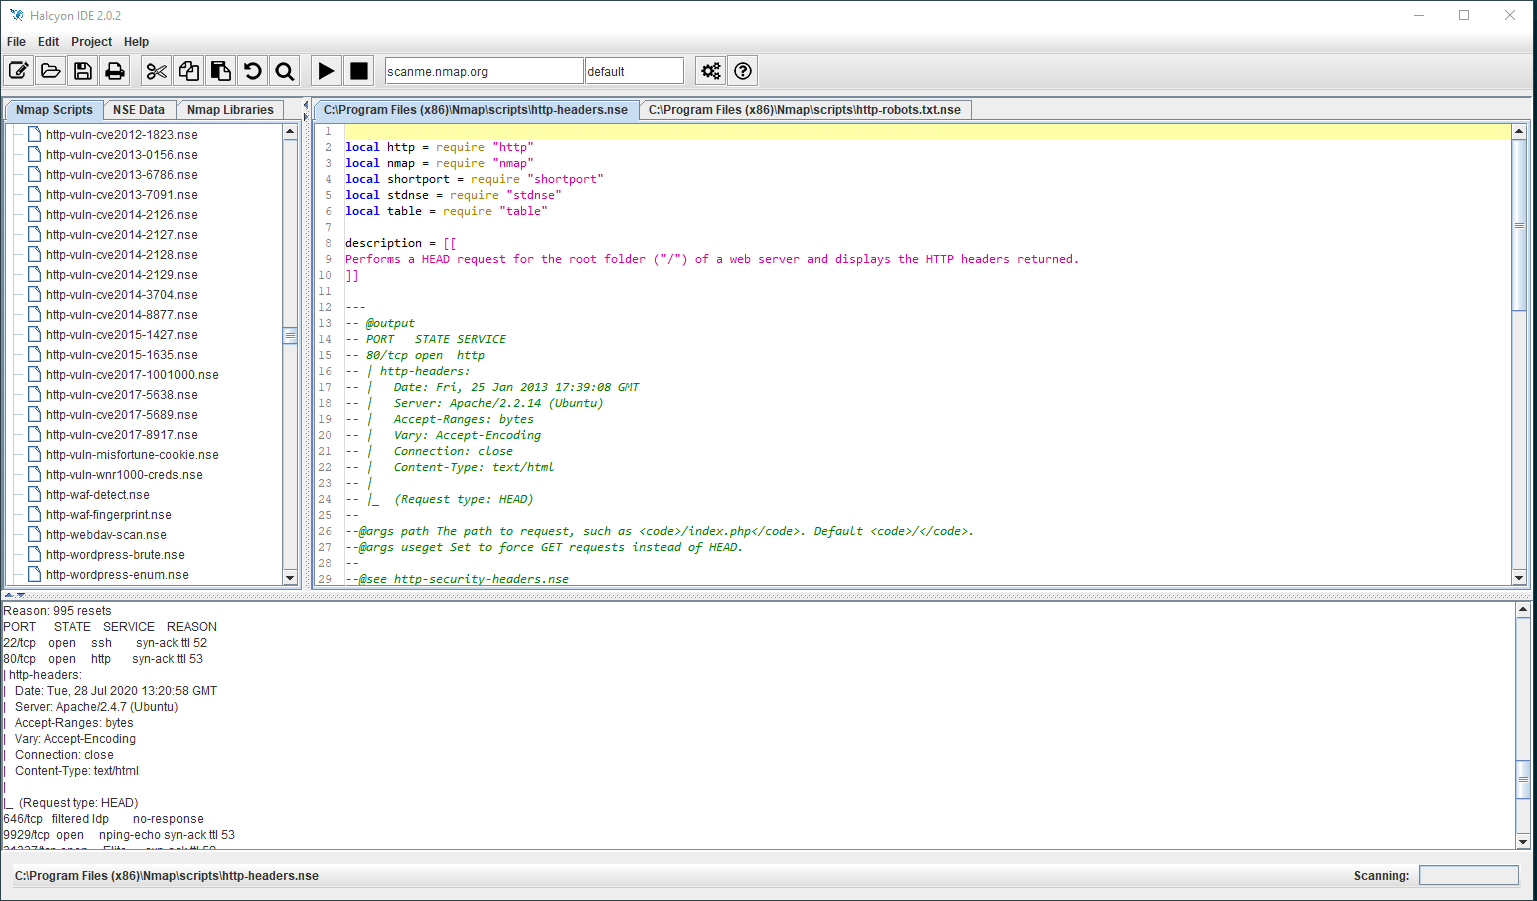 Halcyon IDE 2.0.2
File Edit Project Help
scanme.nmap.org default
Nmap Scripts NSE Data Nmap Libraries
http-vuln-cve2012-1823.nse
http-vuln-cve2013-0156.nse
http-vuln-cve2013-6786.nse
http-vuln-cve2013-7091.nse
http-vuln-cve2014-2126.nse
http-vuln-cve2014-2127.nse
http-vuln-cve2014-2128.nse
http-vuln-cve2014-2129.nse
http-vuln-cve2014-3704.nse
http-vuln-cve2014-8877.nse
http-vuln-cve2015-1427.nse
http-vuln-cve2015-1635.nse
http-vuln-cve2017-1001000.nse
http-vuln-cve2017-5638.nse
http-vuln-cve2017-5689.nse
http-vuln-cve2017-8917.nse
http-vuln-misfortune-cookie.nse
http-vuln-wnr1000-creds.nse
http-waf-detect.nse
http-waf-fingerprint.nse
http-webdav-scan.nse
http-wordpress-brute.nse
http-wordpress-enum.nse
C:\Program Files (x86)\Nmap\scripts\http-headers.nse C:\Program Files (x86)\Nmap\scripts\http-robots.txt.nse
1
2 local http = require "http"
3 local nmap = require "nmap"
4 local shortport = require "shortport"
5 local stdnse = require "stdnse"
6 local table = require "table"
7
8 description = [[
9 Performs a HEAD request for the root folder ("/") of a web server and displays the HTTP headers returned.
10 ]]
11
12 ---
13 -- @output
14 -- PORT   STATE SERVICE
15 -- 80/tcp open  http
16 -- | http-headers:
17 -- |   Date: Fri, 25 Jan 2013 17:39:08 GMT
18 -- |   Server: Apache/2.2.14 (Ubuntu)
19 -- |   Accept-Ranges: bytes
20 -- |   Vary: Accept-Encoding
21 -- |   Connection: close
22 -- |   Content-Type: text/html
23 -- |
24 -- |_  (Request type: HEAD)
25 --
26 --@args path The path to request, such as <code>/index.php</code>. Default <code>/</code>.
27 --@args useget Set to force GET requests instead of HEAD.
28 --
29 --@see http-security-headers.nse
Reason: 995 resets
PORT STATE SERVICE REASON
22/tcp open ssh syn-ack ttl 52
80/tcp open http syn-ack ttl 53
| http-headers:
| Date: Tue, 28 Jul 2020 13:20:58 GMT
| Server: Apache/2.4.7 (Ubuntu)
| Accept-Ranges: bytes
| Vary: Accept-Encoding
| Connection: close
| Content-Type: text/html
|
|_ (Request type: HEAD)
646/tcp filtered ldp no-response
9929/tcp open nping-echo syn-ack ttl 53
C:\Program Files (x86)\Nmap\scripts\http-headers.nse Scanning: